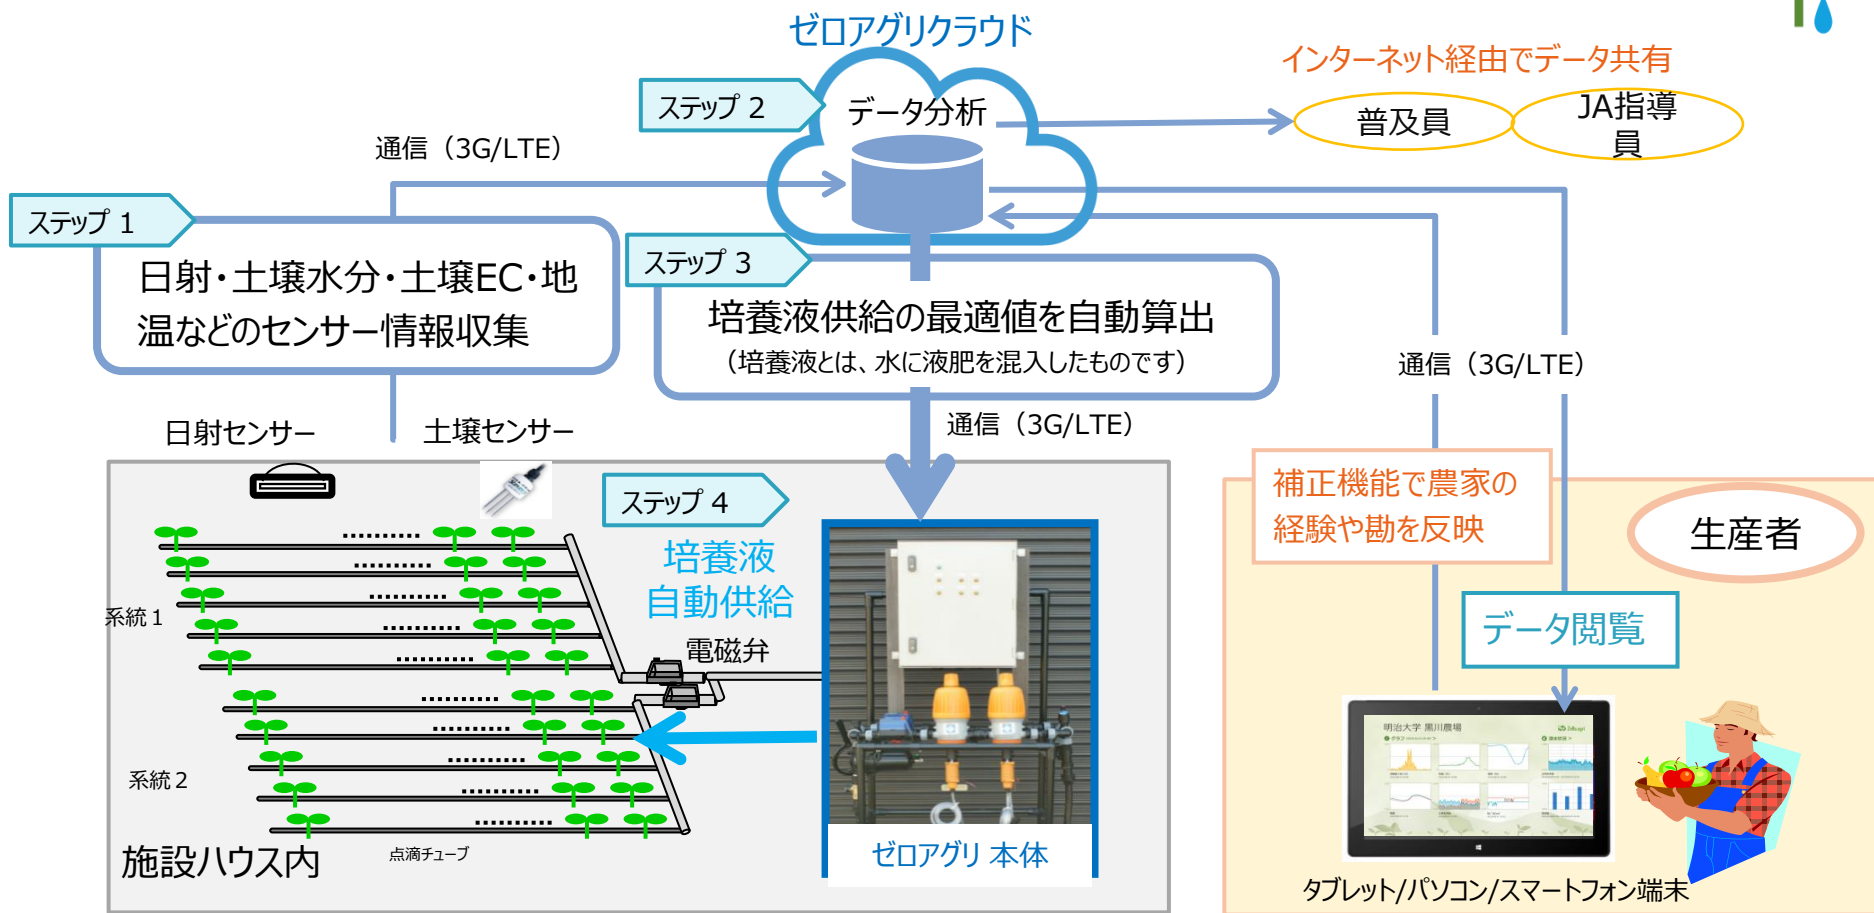 ゼロアグリクラウド
インターネット経由でデータ共有
ステップ 2
データ分析
普及員
JA指導
員
通信（3G/LTE）
ステップ 1
日射・土壌水分・土壌EC・地
温などのセンサー情報収集
ステップ 3
培養液供給の最適値を自動算出
（培養液とは、水に液肥を混入したものです）
通信（3G/LTE）
通信（3G/LTE）
日射センサー
土壌センサー
ステップ 4
培養液
自動供給
電磁弁
系統１
系統２
点滴チューブ
施設ハウス内
ゼロアグリ 本体
補正機能で農家の
経験や勘を反映
生産者
データ閲覧
明治大学 黒川農場
タブレット/パソコン/スマートフォン端末